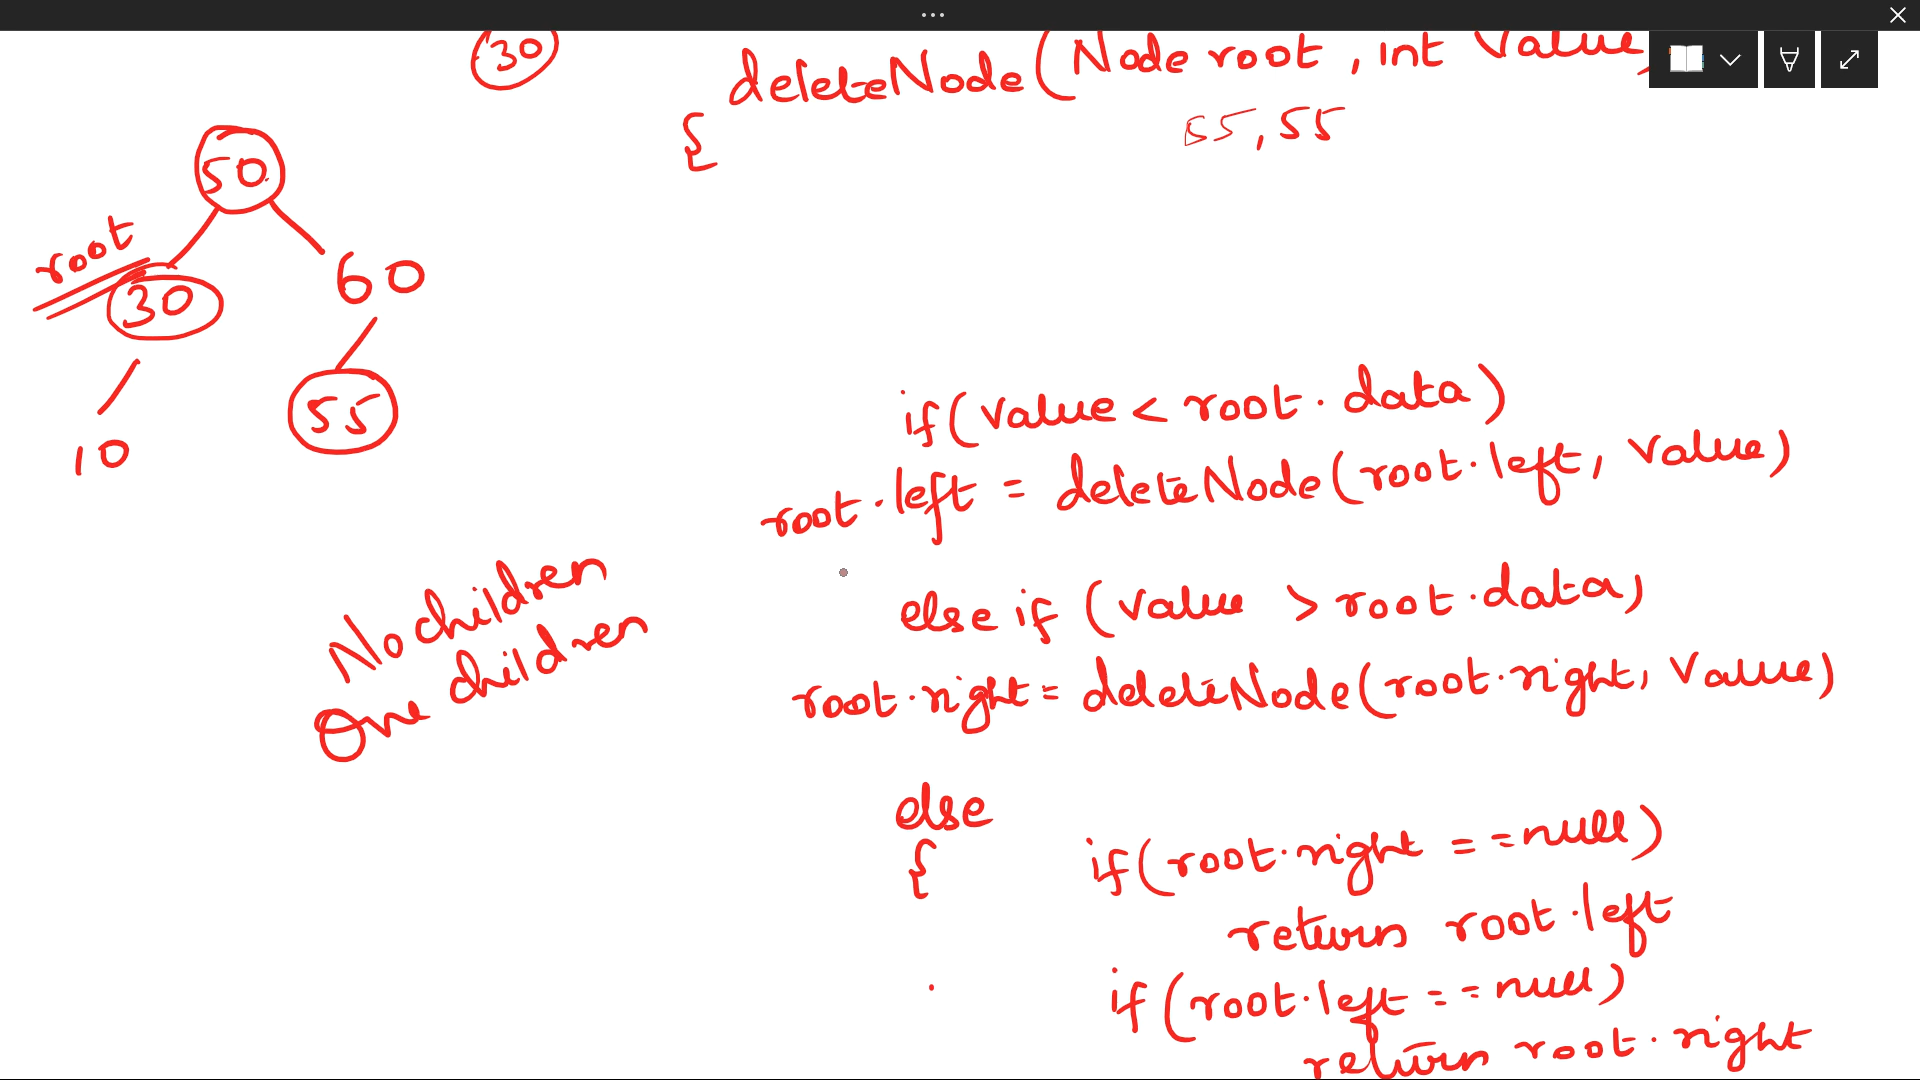 30
deleteNode(Node root, int Value)
{
55, 55
50
root
30
60
10
55
if(Value < root.data)
root.left = deleteNode(root.left, Value)
else if (Value > root.data)
root.right = deleteNode(root.right, Value)
No children
One children
else
{
if(root.right == null)
return root.left
if(root.left == null)
return root.right